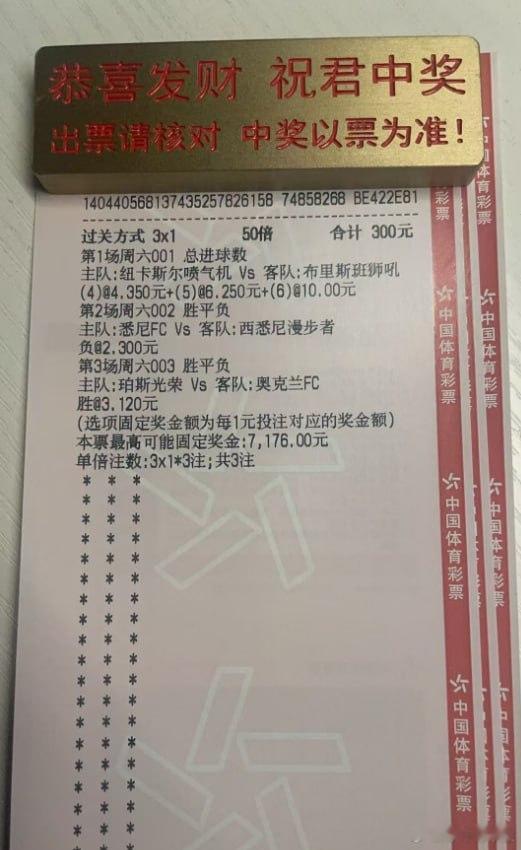 恭喜发财 祝君中奖
出票请核对 中奖以票为准!
140440568137435257826158 74858268 BE422E81
过关方式 3x1 50倍 合计 300元
第1场周六001 总进球数
主队:纽卡斯尔喷气机 Vs 客队:布里斯班狮吼
(4)@4.350元+(5)@6.250元+(6)@10.00元
第2场周六002 胜平负
主队:悉尼FC Vs 客队:西悉尼漫步者
负@2.300元
第3场周六003 胜平负
主队:珀斯光荣 Vs 客队:奥克兰FC
胜@3.120元
(选项固定奖金额为每1元投注对应的奖金额)
本票最高可能固定奖金:7,176.00元
单倍注数:3x1*3注;共3注
中国体育彩票
中国体育彩票
中国体育彩票
中国体育彩票